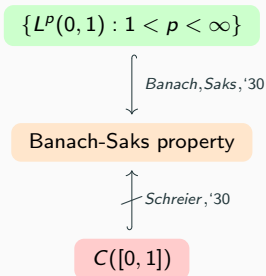 {L^p(0, 1) : 1 < p < ∞}
Banach,Saks,‘30
Banach-Saks property
Schreier,‘30
C([0, 1])